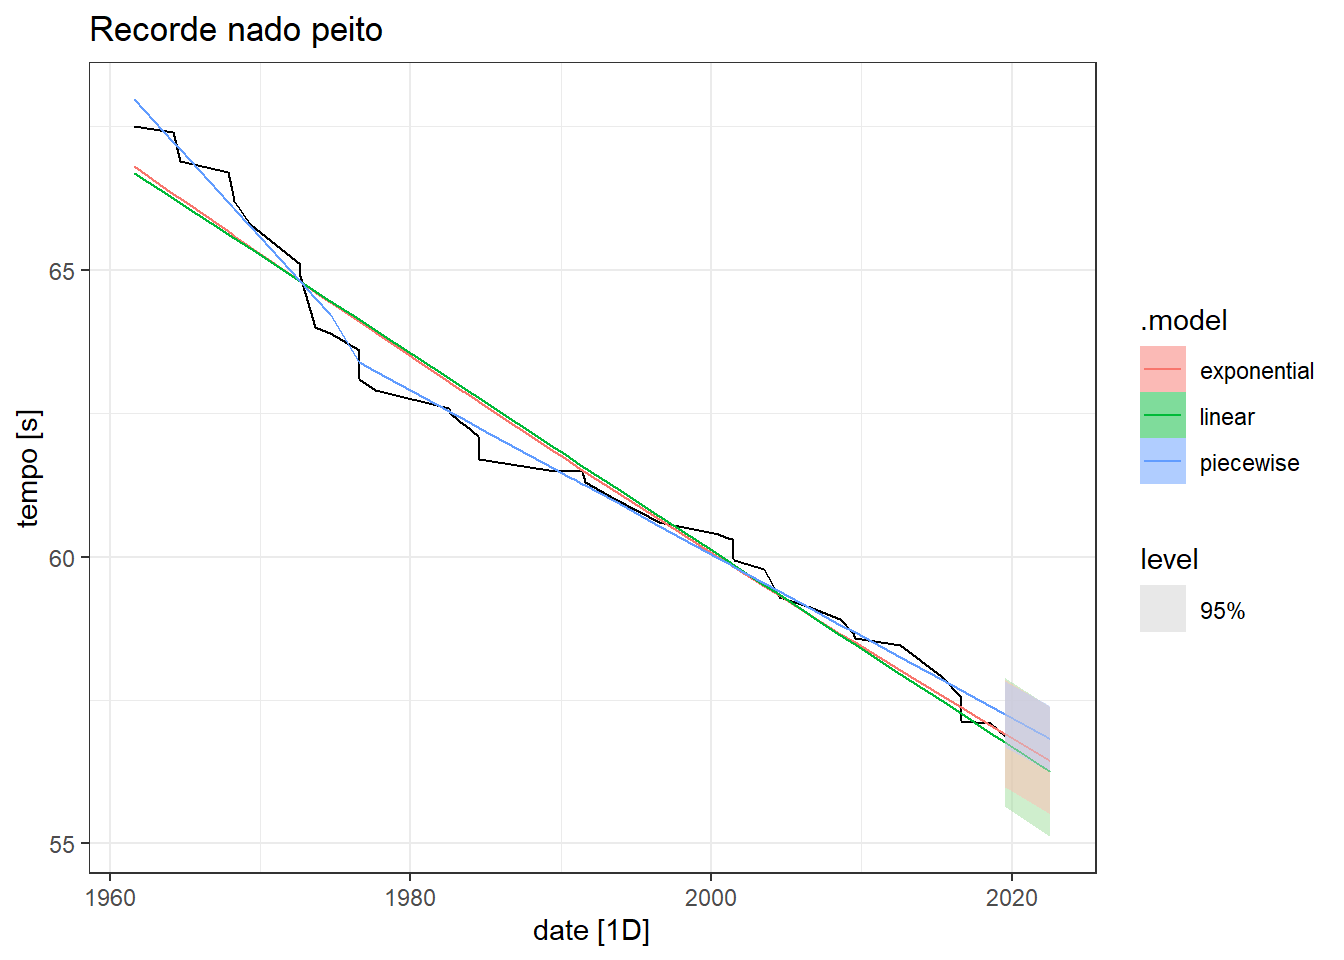 Recorde nado peito
tempo [s]
65
60
55
1960
1980
2000
2020
date [1D]
.model
exponential
linear
piecewise
level
95%